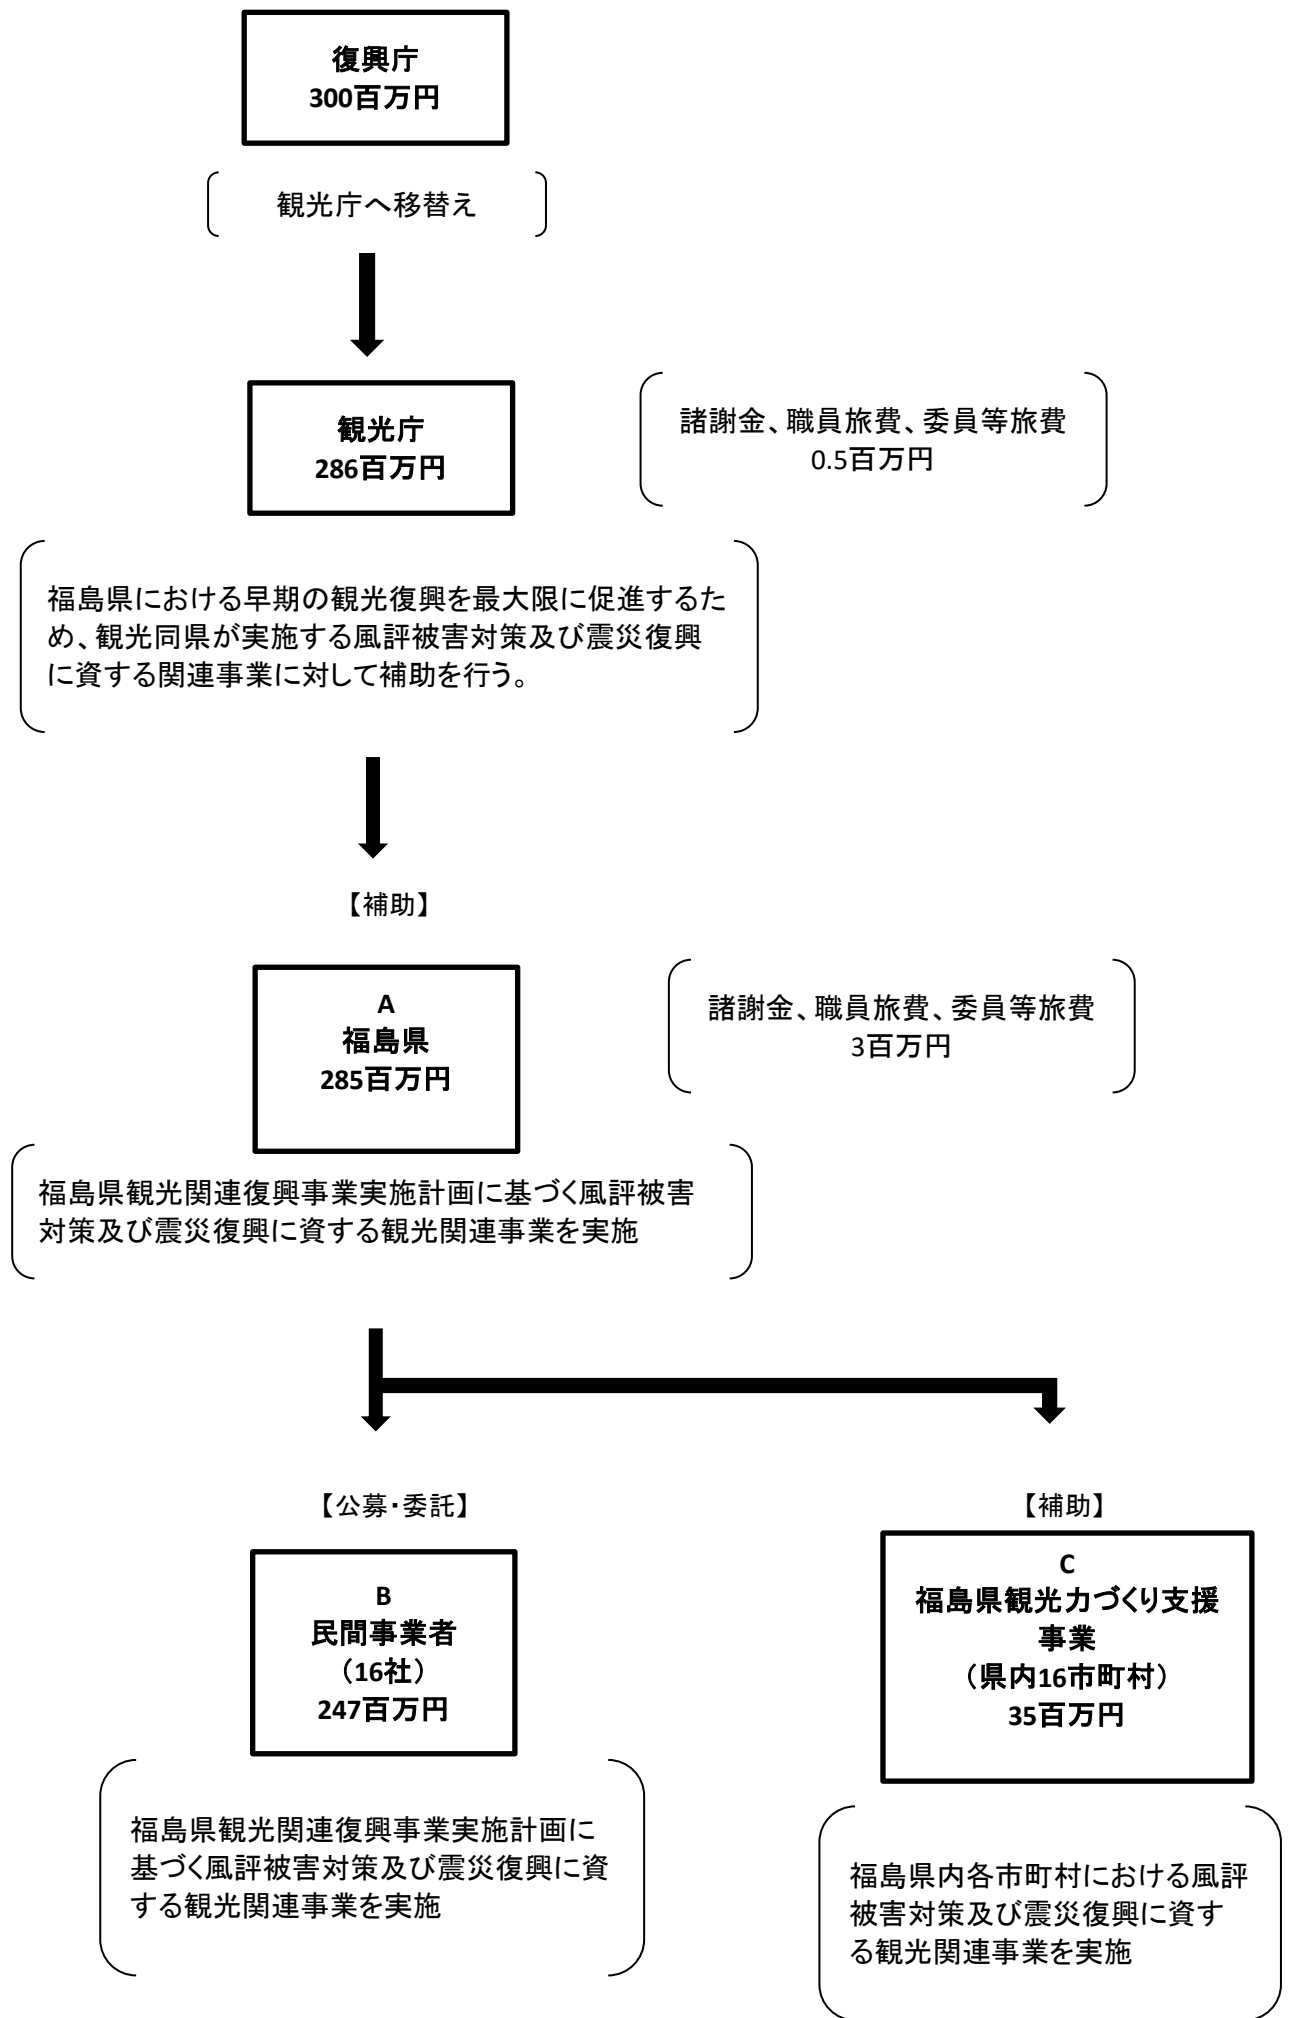 復興庁
300百万円
観光庁へ移替え
観光庁
286百万円
諸謝金、職員旅費、委員等旅費
0.5百万円
福島県における早期の観光復興を最大限に促進するた
め、観光同県が実施する風評被害対策及び震災復興
に資する関連事業に対して補助を行う。
【補助】
A
福島県
285百万円
諸謝金、職員旅費、委員等旅費
3百万円
福島県観光関連復興事業実施計画に基づく風評被害
対策及び震災復興に資する観光関連事業を実施
【公募・委託】
【補助】
B
民間事業者
（16社）
247百万円
C
福島県観光力づくり支援
事業
（県内16市町村）
35百万円
福島県観光関連復興事業実施計画に
基づく風評被害対策及び震災復興に資
する観光関連事業を実施
福島県内各市町村における風評
被害対策及び震災復興に資す
る観光関連事業を実施